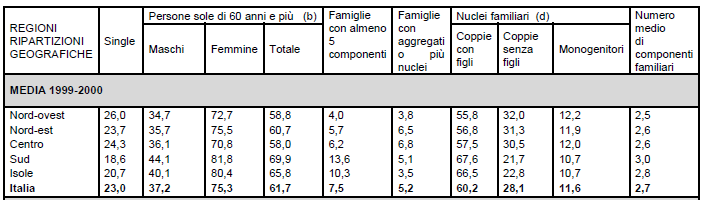 REGIONI RIPARTIZIONI GEOGRAFICHE | Single | Persone sole di 60 anni e più (b) | Famiglie con almeno 5 componenti | Famiglie con aggregati o più nuclei | Nuclei familiari (d) | Numero medio di componenti familiari
Maschi | Femmine | Totale | Coppie con figli | Coppie senza figli | Monogenitori
MEDIA 1999-2000
Nord-ovest 26,0 34,7 72,7 58,8 4,0 3,8 55,8 32,0 12,2 2,5
Nord-est 23,7 35,7 75,5 60,7 5,7 6,5 56,8 31,3 11,9 2,6
Centro 24,3 36,1 70,8 58,0 6,2 6,8 57,5 30,5 12,0 2,6
Sud 18,6 44,1 81,8 69,9 13,6 5,1 67,6 21,7 10,7 3,0
Isole 20,7 40,1 80,4 65,8 10,3 3,5 66,5 22,8 10,7 2,8
Italia 23,0 37,2 75,3 61,7 7,5 5,2 60,2 28,1 11,6 2,7